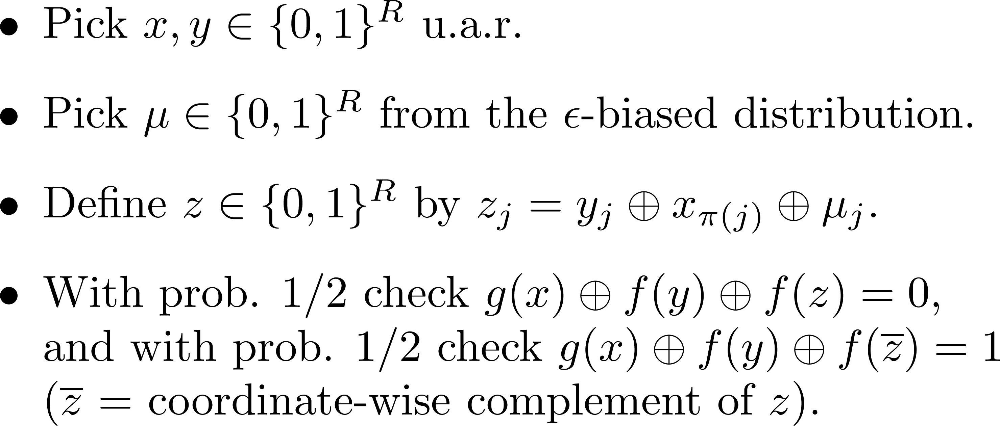 • Pick $x, y \in \{0, 1\}^R$ u.a.r.
• Pick $\mu \in \{0, 1\}^R$ from the $\epsilon$-biased distribution.
• Define $z \in \{0, 1\}^R$ by $z_j = y_j \oplus x_{\pi(j)} \oplus \mu_j$.
• With prob. $1/2$ check $g(x) \oplus f(y) \oplus f(z) = 0$,
and with prob. $1/2$ check $g(x) \oplus f(y) \oplus f(\overline{z}) = 1$
($\overline{z}$ = coordinate-wise complement of $z$).